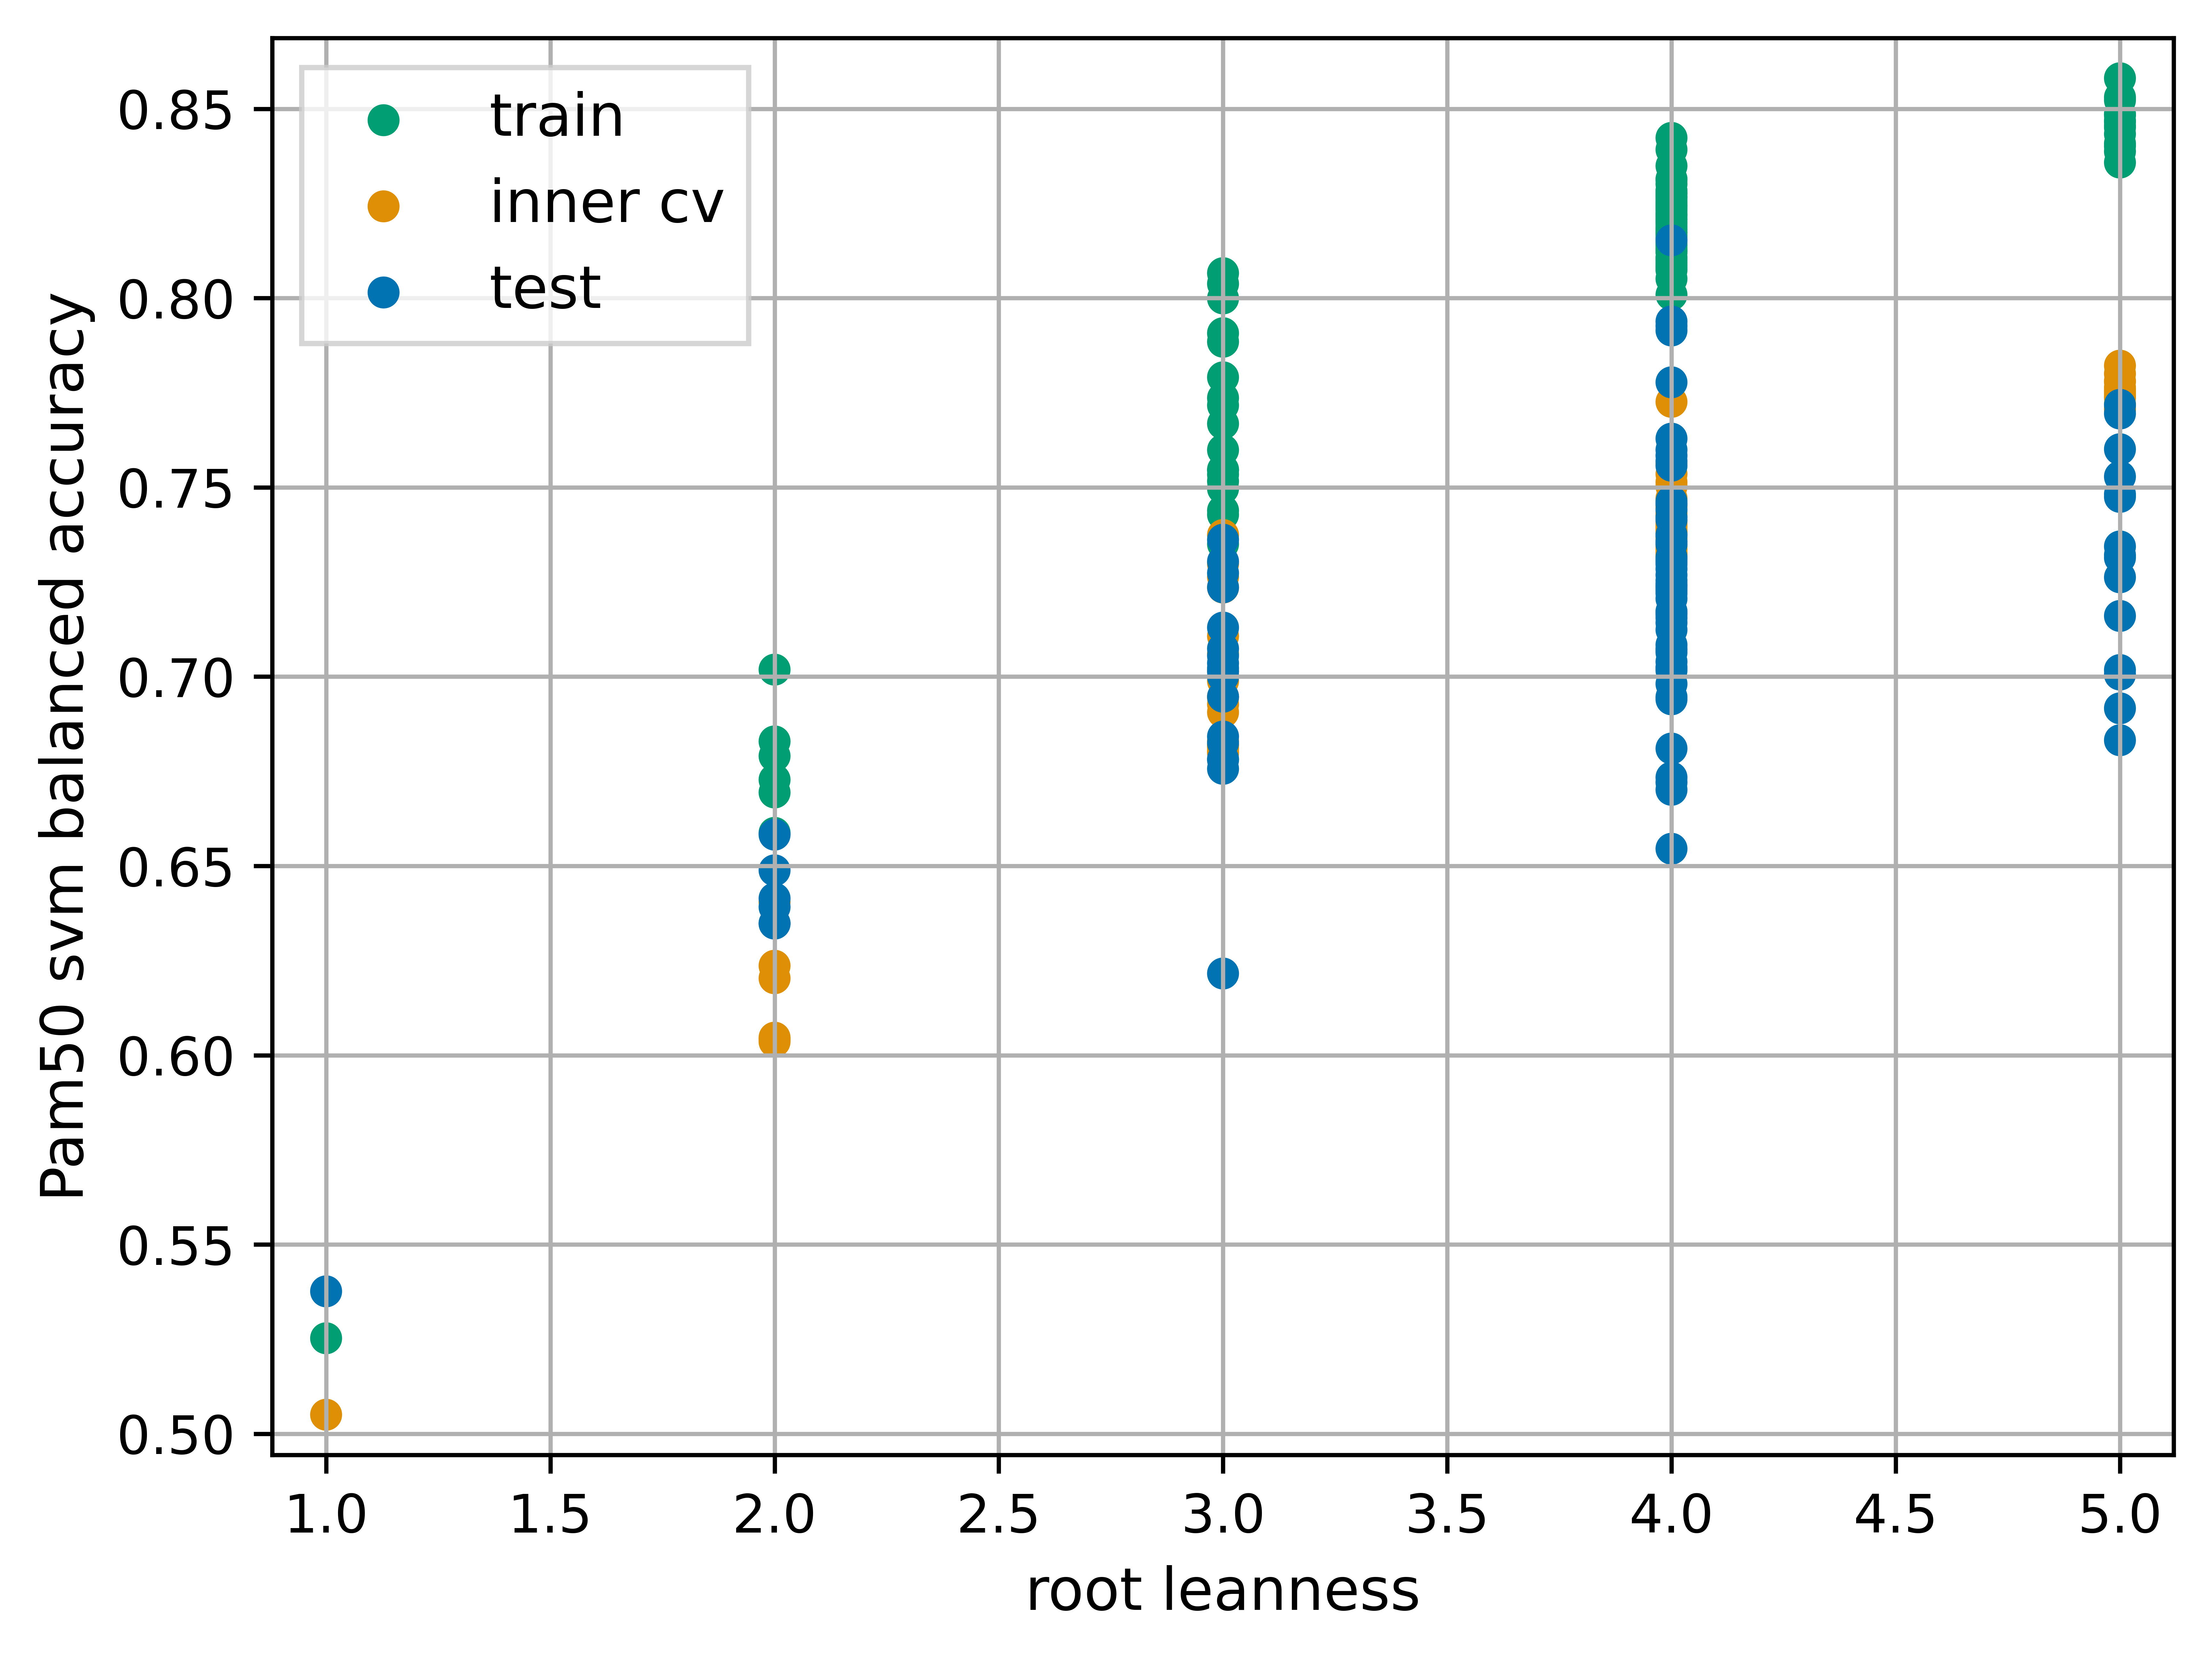 train
inner cv
test
Pam50 svm balanced accuracy
0.85
0.80
0.75
0.70
0.65
0.60
0.55
0.50
1.0 1.5 2.0 2.5 3.0 3.5 4.0 4.5 5.0
root leanness